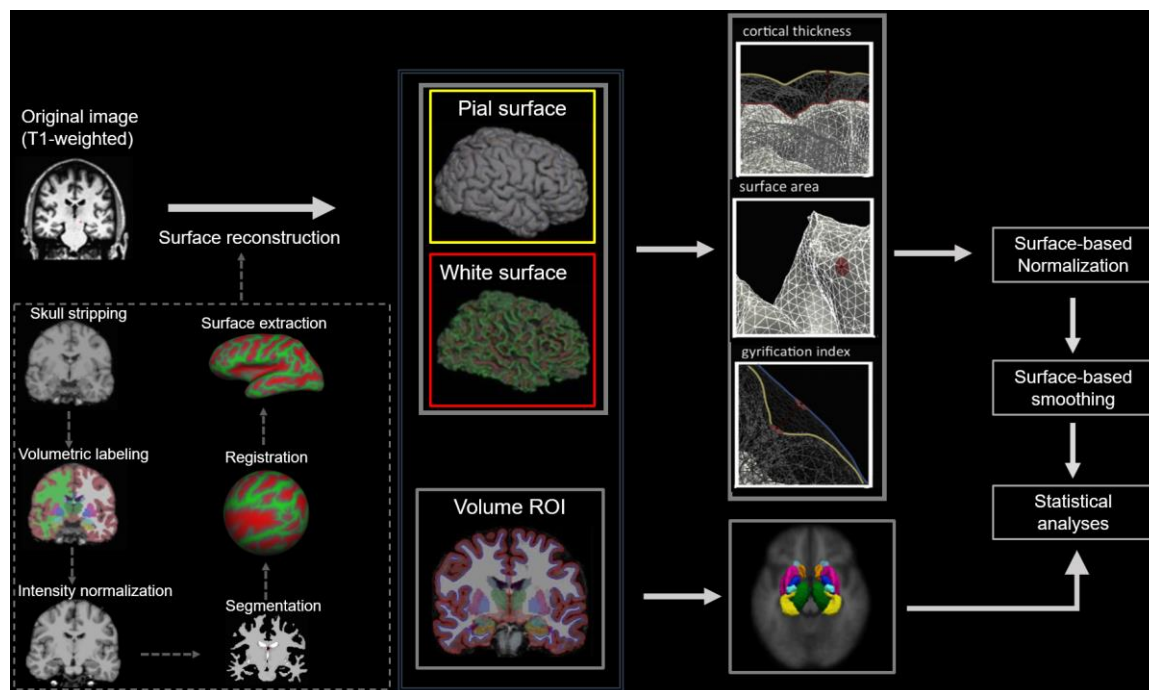 Original image
(T1-weighted)
Surface reconstruction
Skull stripping
Surface extraction
Volumetric labeling
Registration
Intensity normalization
Segmentation
Pial surface
White surface
Volume ROI
cortical thickness
surface area
gyrification index
Surface-based
Normalization
Surface-based
smoothing
Statistical
analyses